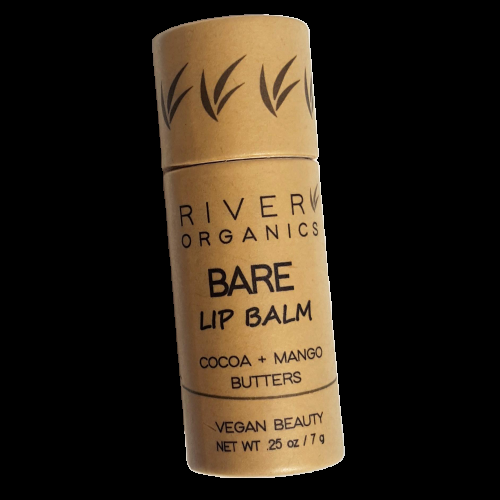 RIVER
ORGANICS
BARE
LIP BALM
COCOA + MANGO
BUTTERS
VEGAN BEAUTY
NET WT .25 oz / 7 g